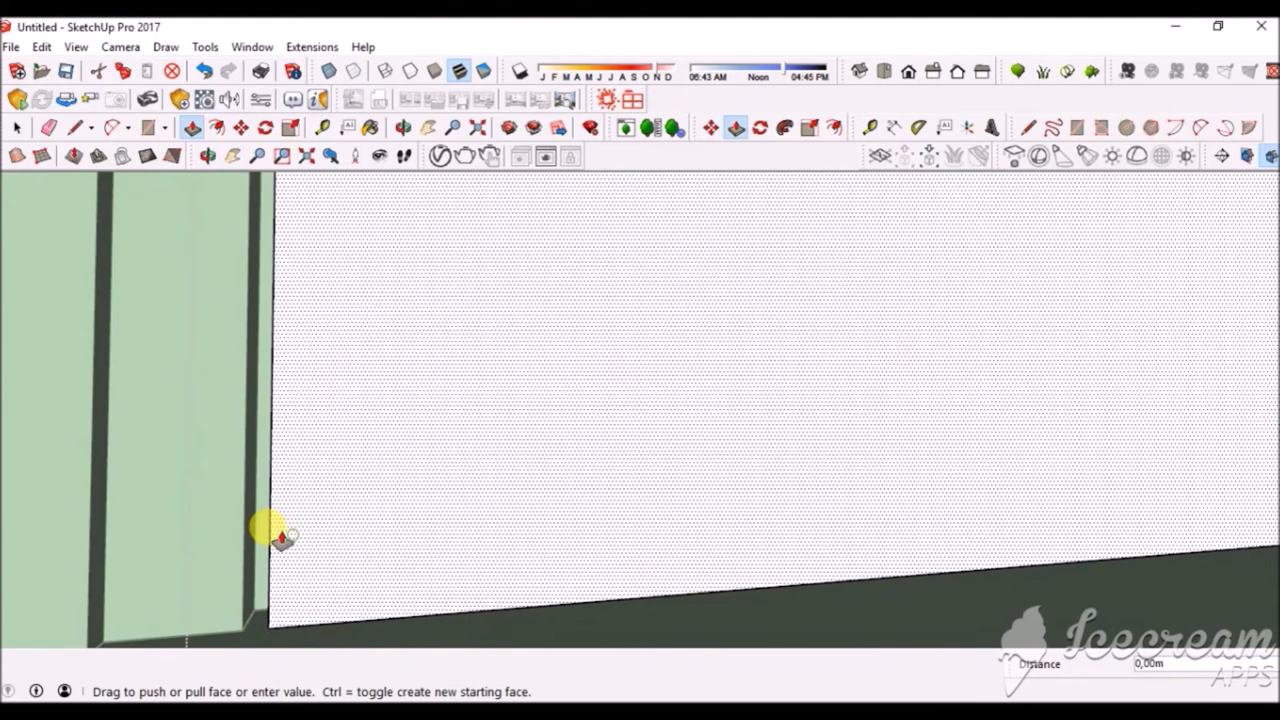 Untitled - SketchUp Pro 2017
File Edit View Camera Draw Tools Window Extensions Help
J F M A M J J A S O N D 06:43 AM Noon 04:45 PM
Icecream
APPS
Distance 0,00m
Drag to push or pull face or enter value. Ctrl = toggle create new starting face.